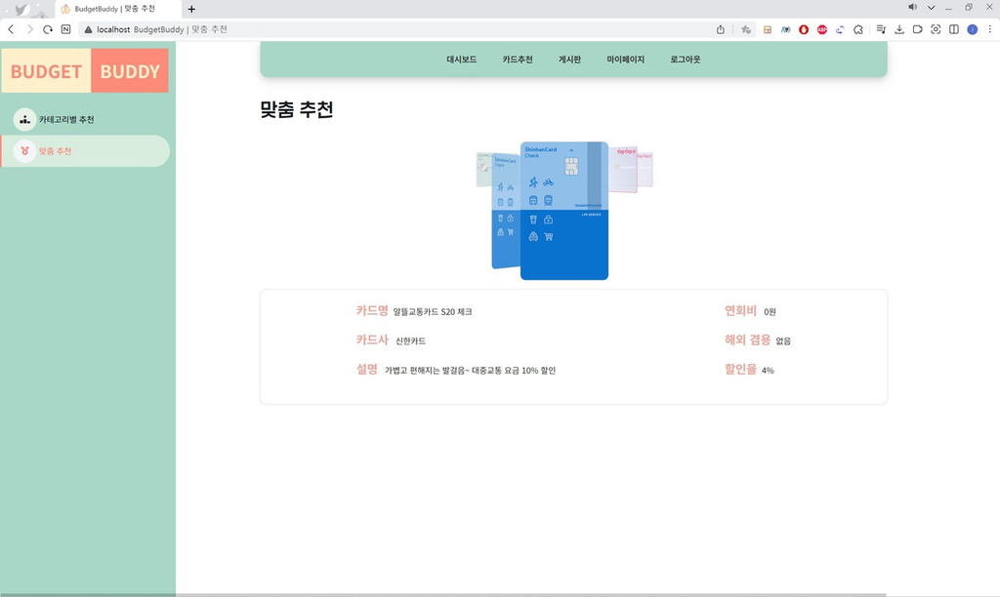 BudgetBuddy | 맞춤 추천
localhost BudgetBuddy | 맞춤 추천
BUDGET BUDDY
대시보드 카드추천 게시판 마이페이지 로그아웃
카테고리별 추천
맞춤 추천
맞춤 추천
ShinhanCard
Check
ShinhanCard
Check
TRANSPORTATION
LIFE SERVICE
카드명 알뜰교통카드 S20 체크
연회비 0원
카드사 신한카드
해외 겸용 없음
설명 가볍고 편해지는 발걸음~ 대중교통 요금 10% 할인
할인율 4%